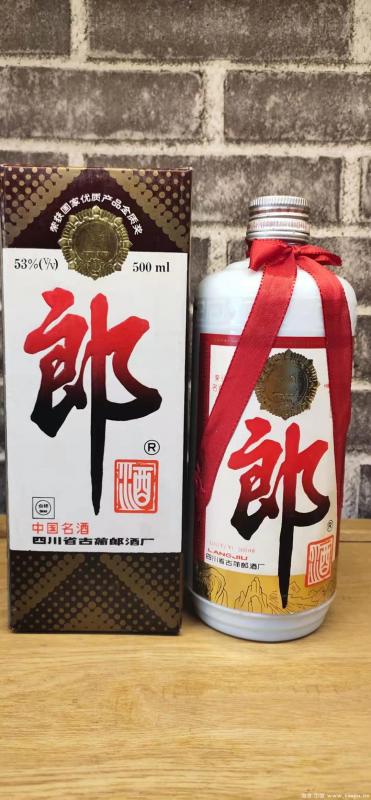 荣获国家优质产品金质奖
53%(V/V) 500 ml
郎
®
酒
中国名酒
四川省古蔺郎酒厂
郎
®
酒
LANGJIU
四川省古蔺郎酒厂